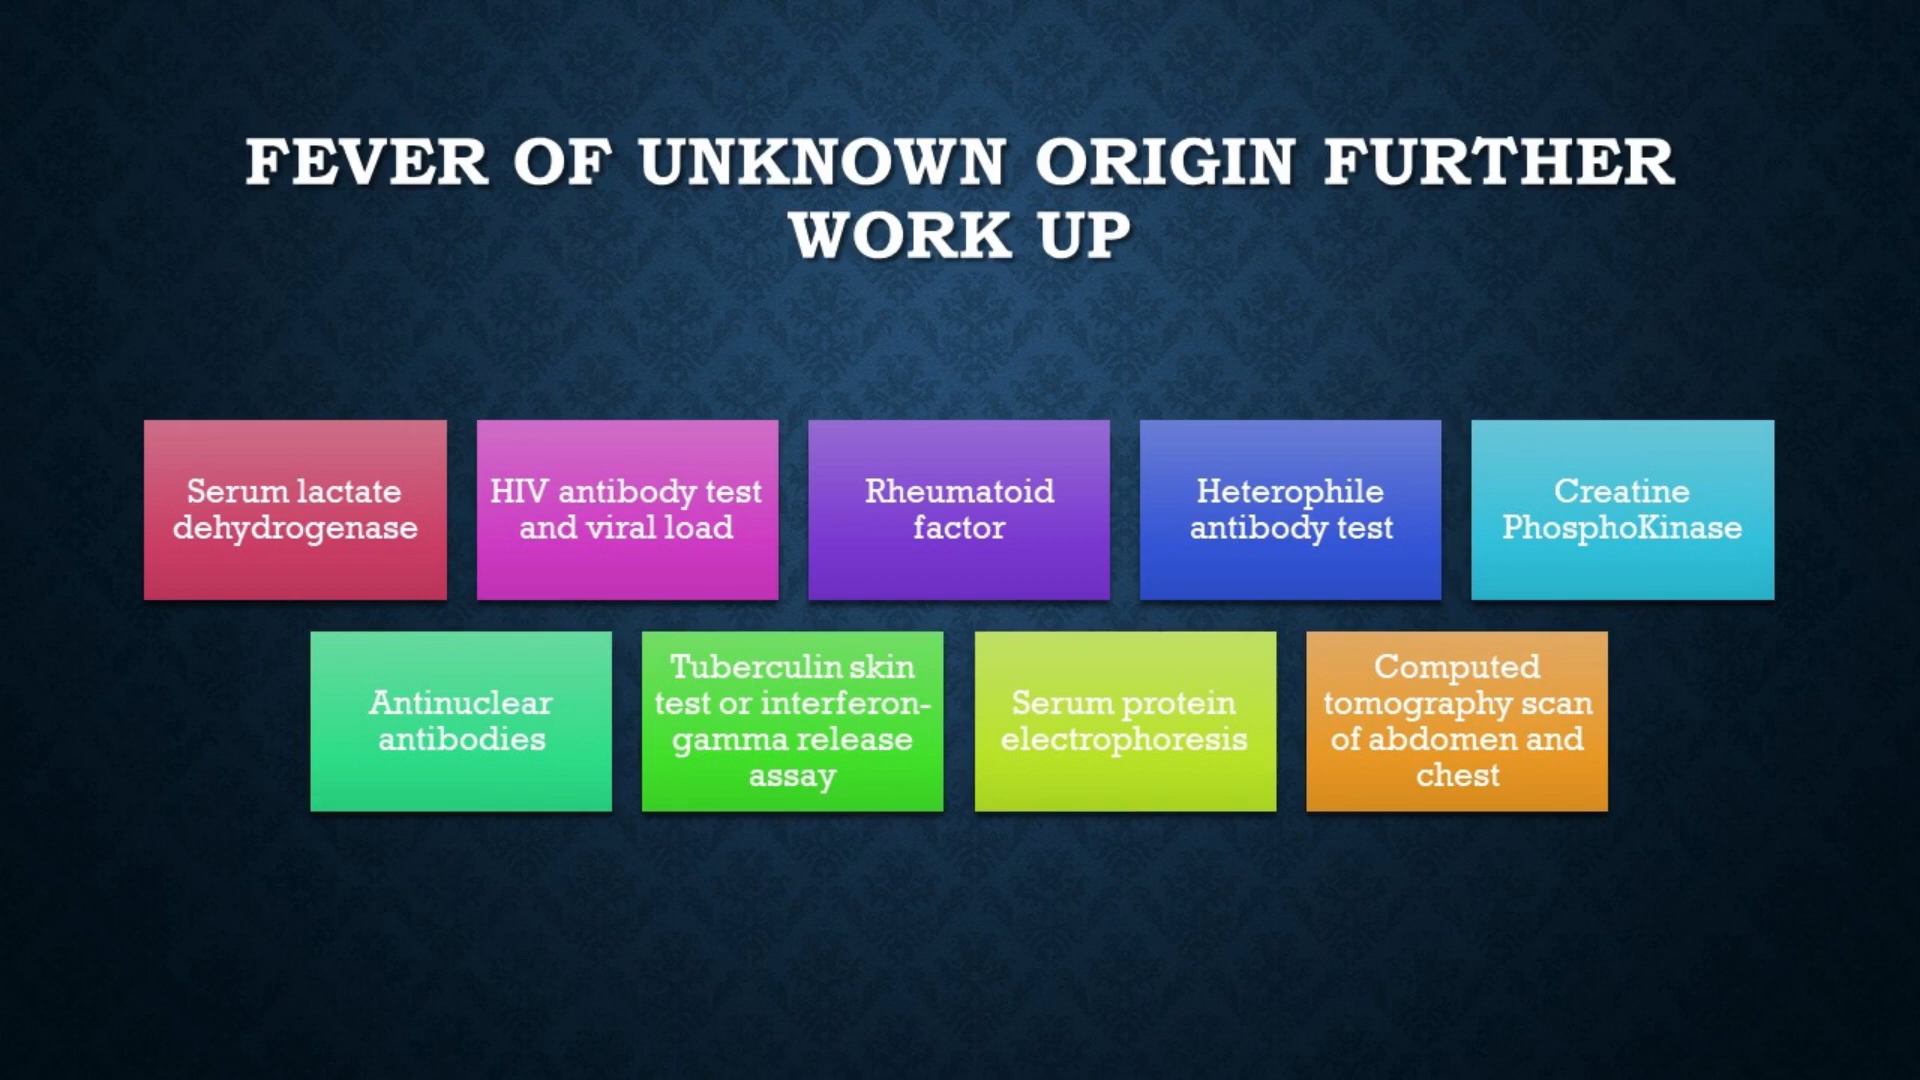 FEVER OF UNKNOWN ORIGIN FURTHER
WORK UP
Serum lactate
dehydrogenase
HIV antibody test
and viral load
Rheumatoid
factor
Heterophile
antibody test
Creatine
PhosphoKinase
Antinuclear
antibodies
Tuberculin skin
test or interferon-
gamma release
assay
Serum protein
electrophoresis
Computed
tomography scan
of abdomen and
chest